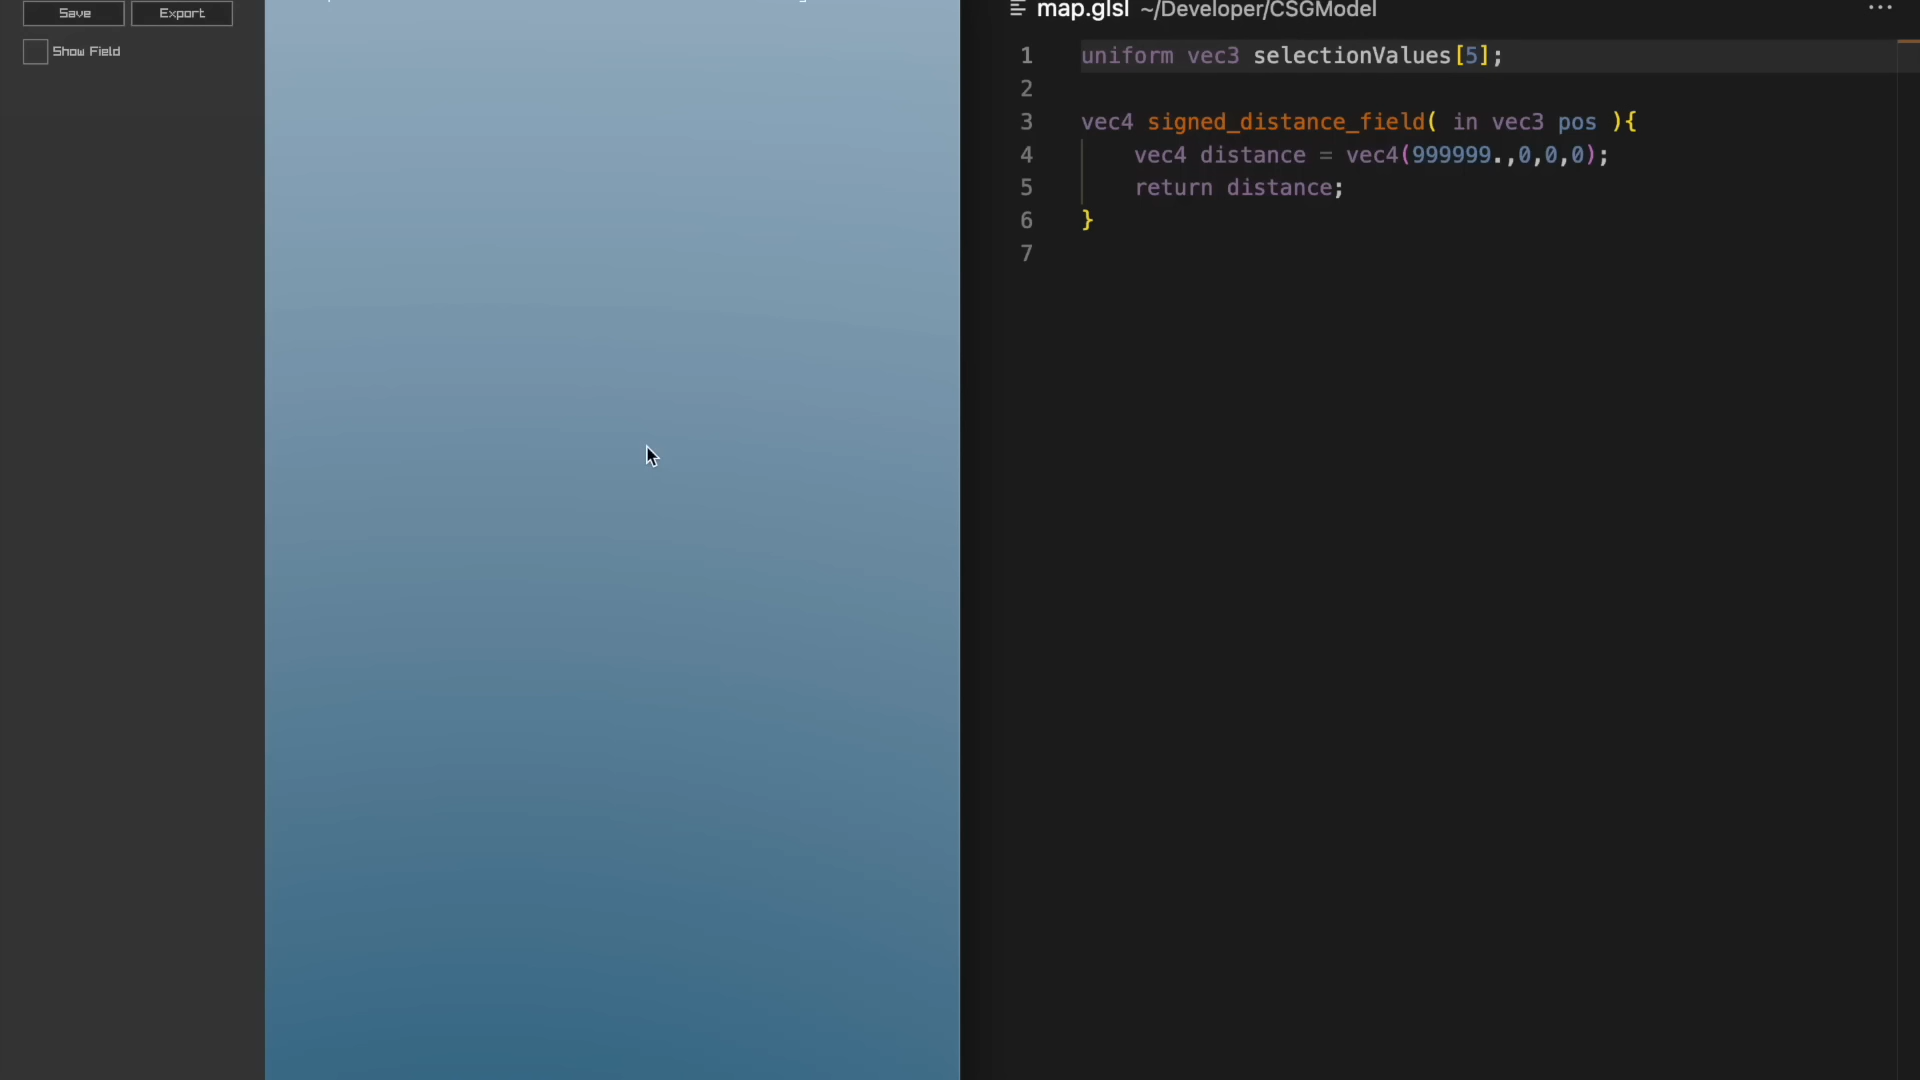 Save
Export
Show Field
map.glsl ~/Developer/CSGModel ...
1 uniform vec3 selectionValues[5];
2
3 vec4 signed_distance_field( in vec3 pos ){
4 vec4 distance = vec4(999999.,0,0,0);
5 return distance;
6 }
7